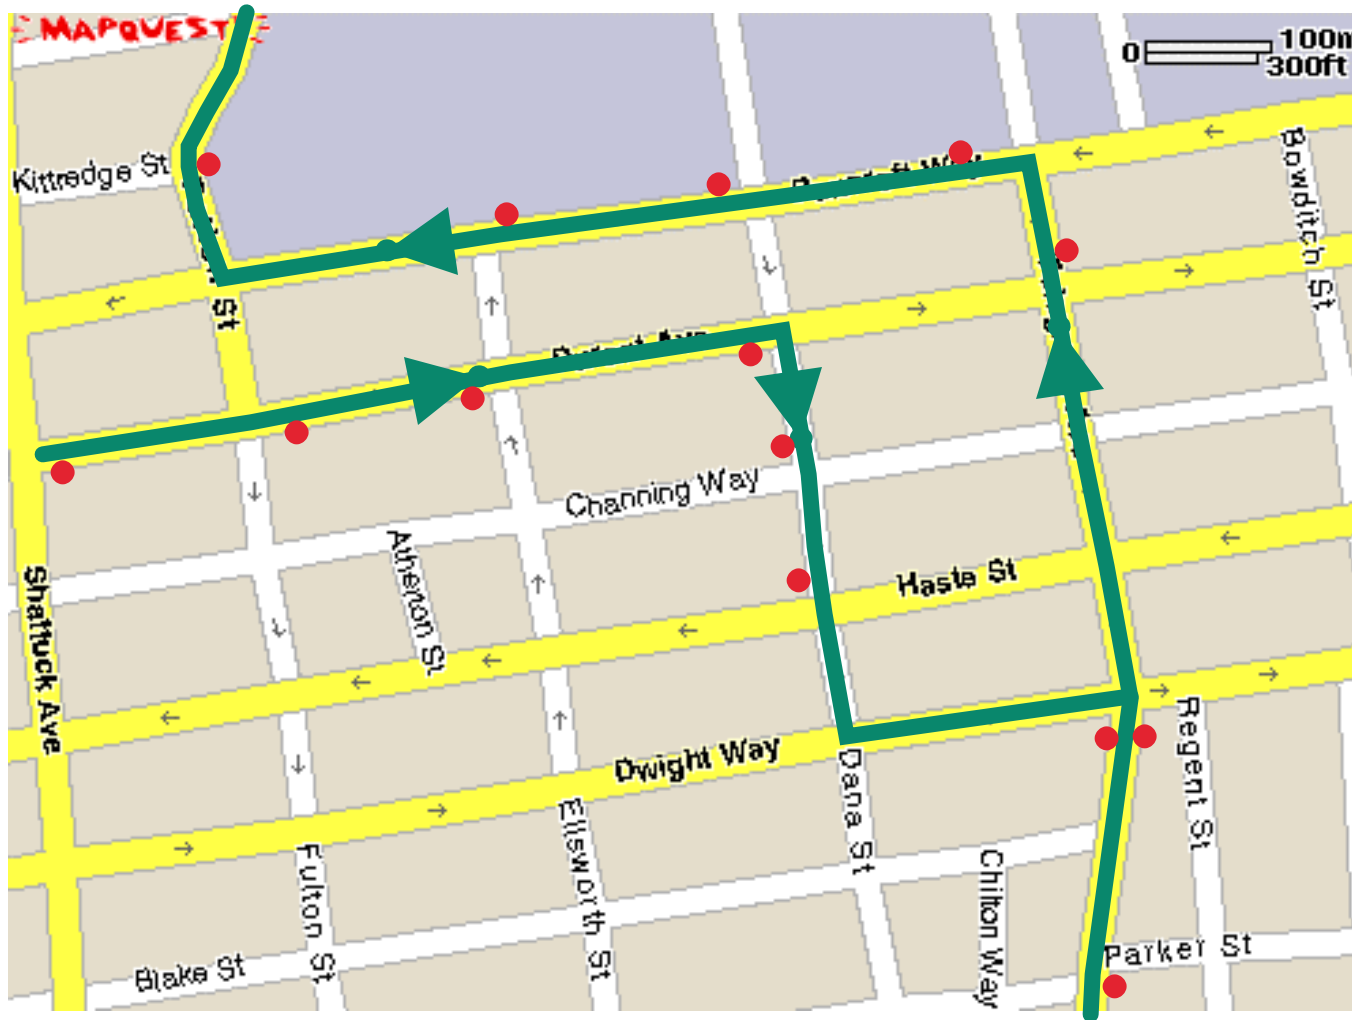 MAPQUEST
0 100m
300ft
Kittredge St
Bowditch St
St
Channing Way
Atherton St
Haste St
Shattuck Ave
Regent St
Dwight Way
Dana St
Ellsworth St
Fulton St
Chilton Way
Parker St
Blake St